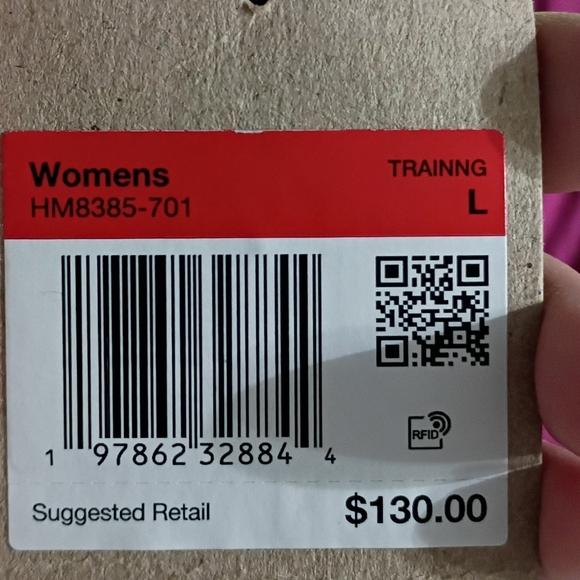 Womens
TRAINNG
HM8385-701
L
RFID
1 97862 32884 4
Suggested Retail
$130.00